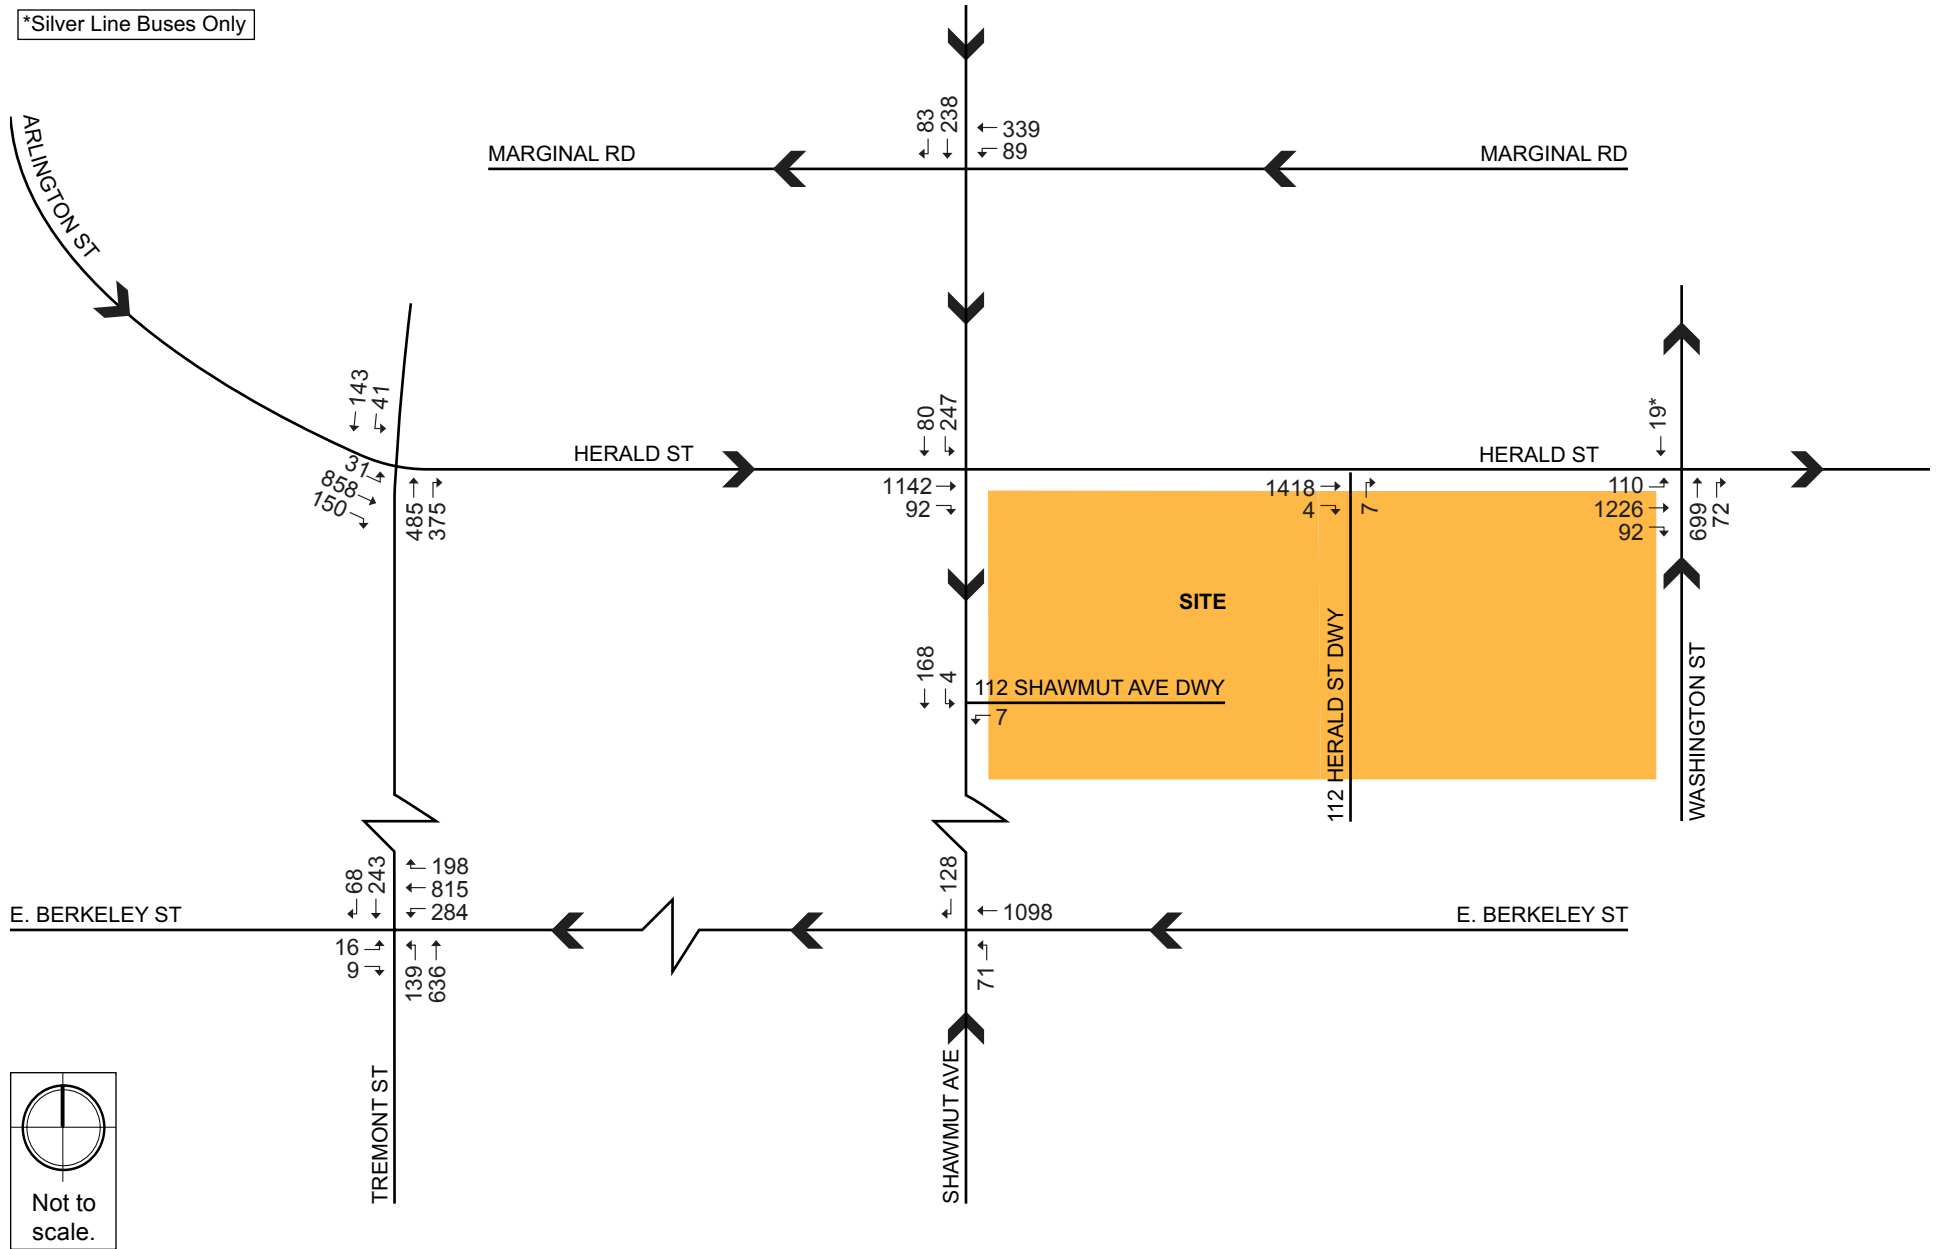 *Silver Line Buses Only
83
238
339
89
MARGINAL RD
MARGINAL RD
ARLINGTON ST
143
41
31
858
150
485
375
HERALD ST
80
247
1142
92
HERALD ST
1418
4
7
19*
110
1226
92
699
72
SITE
168
4
112 SHAWMUT AVE DWY
7
112 HERALD ST DWY
WASHINGTON ST
68
243
198
815
284
E. BERKELEY ST
16
9
139
636
128
1098
71
E. BERKELEY ST
TREMONT ST
SHAWMUT AVE
Not to
scale.